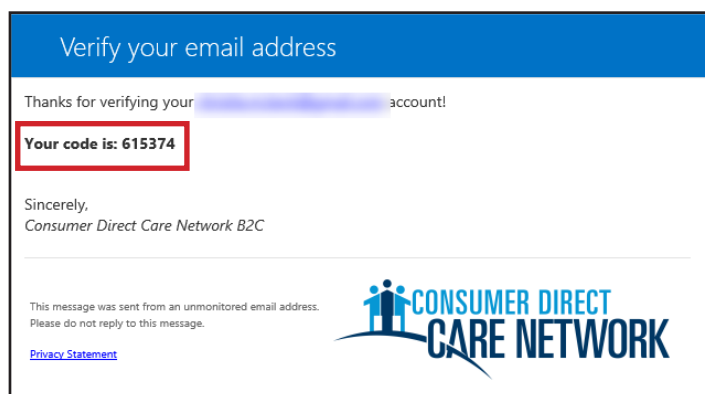 Verify your email address
Thanks for verifying your account!
Your code is: 615374
Sincerely,
Consumer Direct Care Network B2C
This message was sent from an unmonitored email address.
Please do not reply to this message.
Privacy Statement
CONSUMER DIRECT
CARE NETWORK